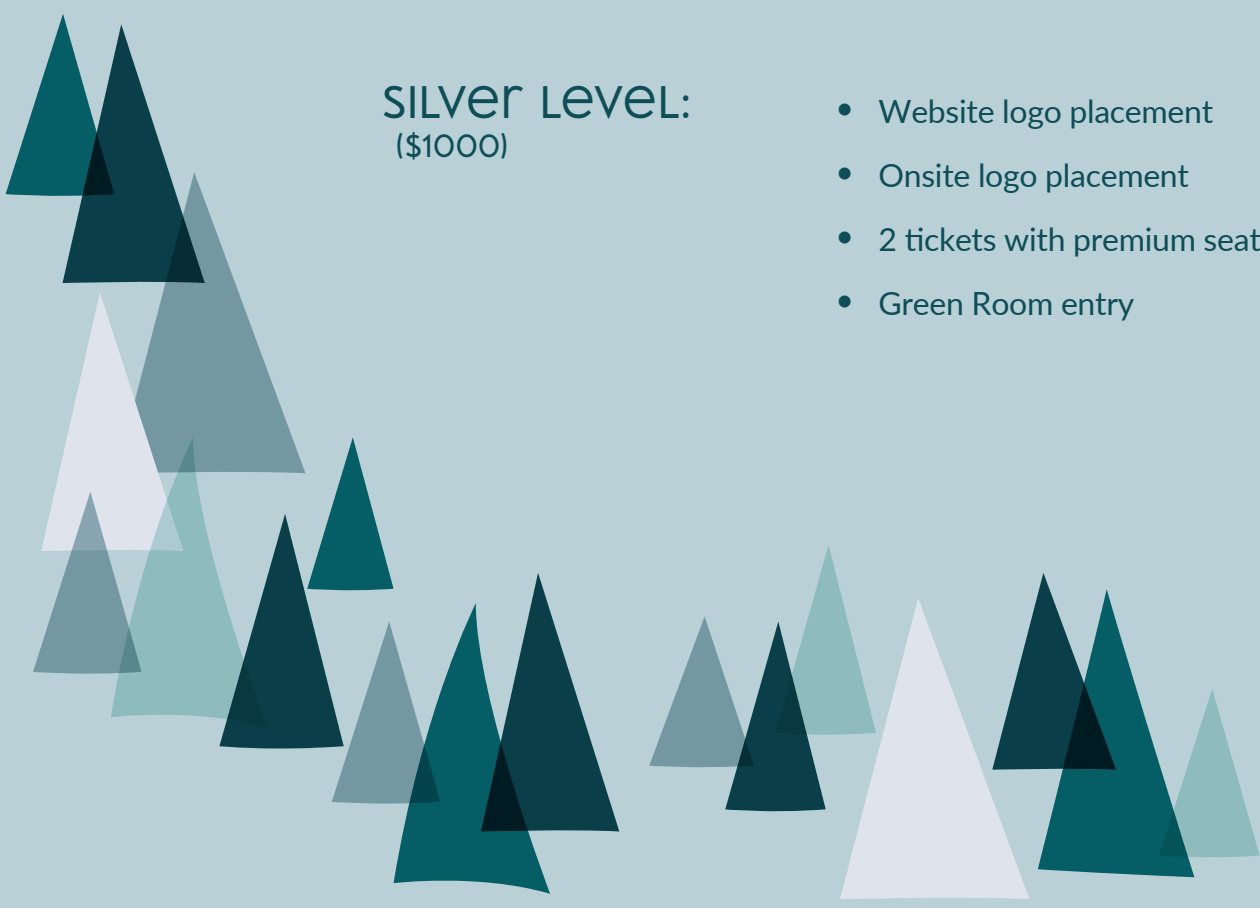 SILver Level:
($1000)
• Website logo placement
• Onsite logo placement
• 2 tickets with premium seat
• Green Room entry